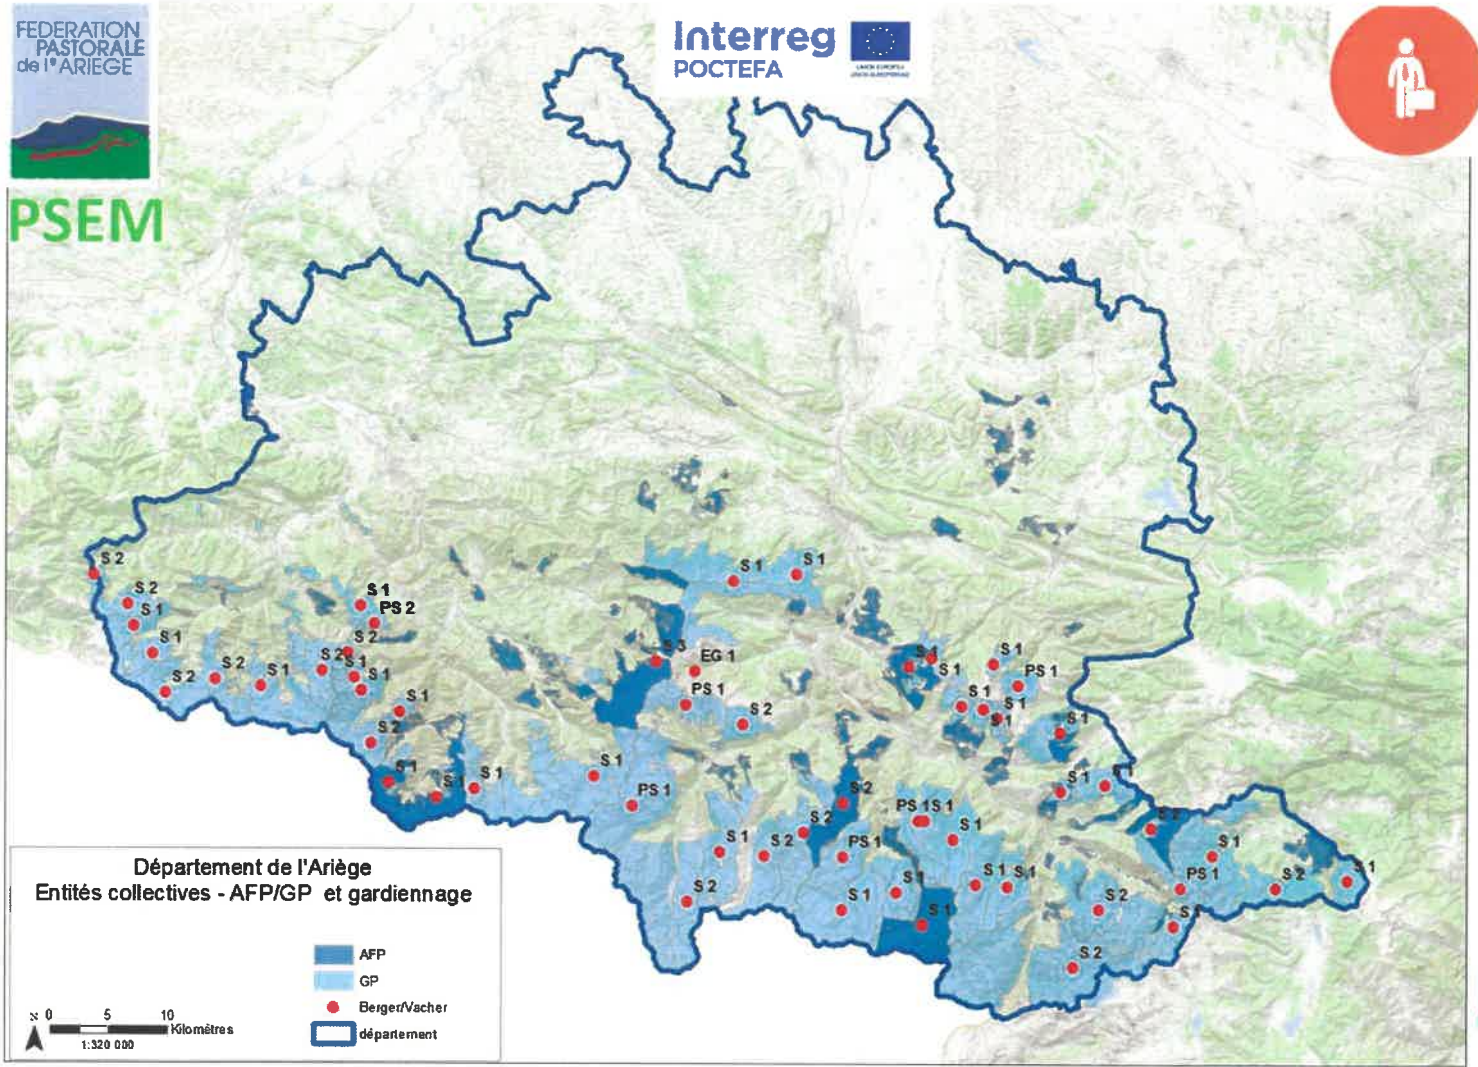 FEDERATION
PASTORALE
de l'ARIEGE
PSEM
Interreg
POCTEFA
S 2
S 2
S 1
S 1
S 2
S 2
S 1
S 1
PS 2
S 2
S 2
S 1
S 1
S 1
S 2
S 1
S 1
S 1
S 1
PS 1
S 1
S 1
S 3
EG 1
PS 1
S 2
S 1
S 1
S 1
PS 1
S 1
S 1
S 1
S 1
S 1
S 2
S 2
PS 1
PS 1
S 1
S 1
S 1
S 2
S 2
S 1
S 1
S 1
S 1
S 1
S 2
S 2
S 2
S 1
PS 1
S 1
S 2
S 1
Département de l'Ariège
Entités collectives - AFP/GP et gardiennage
AFP
GP
Berger/Vacher
département
N
0 5 10
Kilomètres
1:320 000